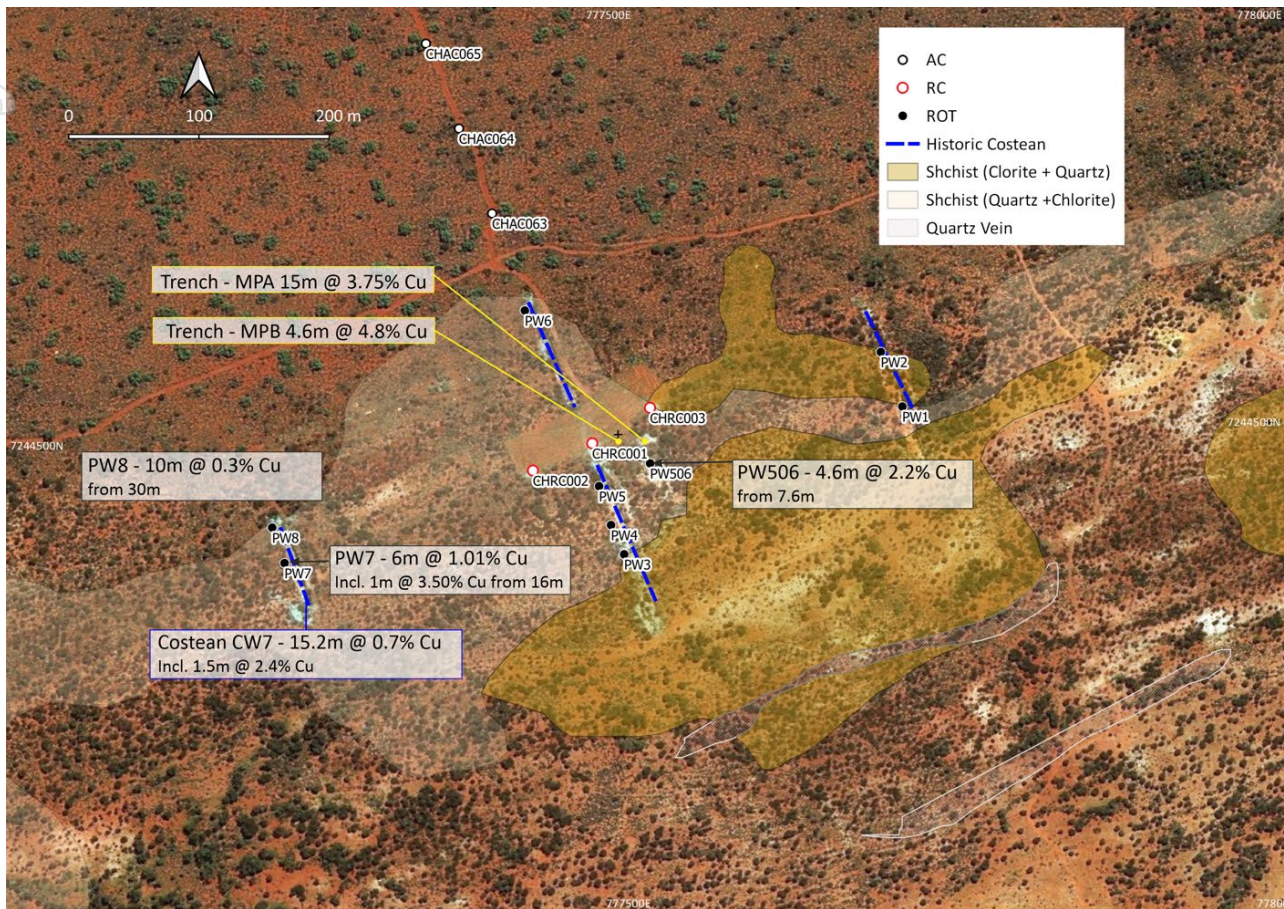 777500E
778000E
CHAC065
AC
RC
ROT
Historic Costean
Shchist (Clorite + Quartz)
Shchist (Quartz +Chlorite)
Quartz Vein
0
100
200 m
CHAC064
CHAC063
Trench - MPA 15m @ 3.75% Cu
Trench - MPB 4.6m @ 4.8% Cu
PW6
PW2
PW1
CHRC003
7244500N
7244500N
CHRC001
CHRC002
PW506
PW8 - 10m @ 0.3% Cu
from 30m
PW506 - 4.6m @ 2.2% Cu
from 7.6m
PW5
PW4
PW3
PW8
PW7
PW7 - 6m @ 1.01% Cu
Incl. 1m @ 3.50% Cu from 16m
Costean CW7 - 15.2m @ 0.7% Cu
Incl. 1.5m @ 2.4% Cu
777500E
7780